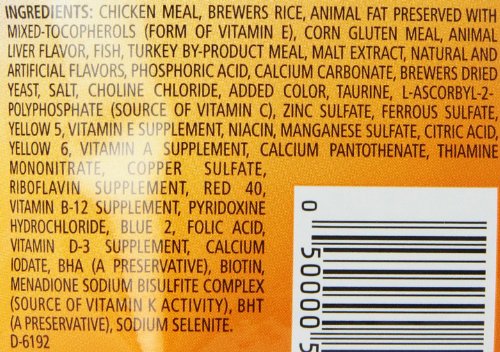 INGREDIENTS: CHICKEN MEAL, BREWERS RICE, ANIMAL FAT PRESERVED WITH
MIXED-TOCOPHEROLS (FORM OF VITAMIN E), CORN GLUTEN MEAL, ANIMAL
LIVER FLAVOR, FISH, TURKEY BY-PRODUCT MEAL, MALT EXTRACT, NATURAL AND
ARTIFICIAL FLAVORS, PHOSPHORIC ACID, CALCIUM CARBONATE, BREWERS DRIED
YEAST, SALT, CHOLINE CHLORIDE, ADDED COLOR, TAURINE, L-ASCORBYL-2-
POLYPHOSPHATE (SOURCE OF VITAMIN C), ZINC SULFATE, FERROUS SULFATE,
YELLOW 5, VITAMIN E SUPPLEMENT, NIACIN, MANGANESE SULFATE, CITRIC ACID,
YELLOW 6, VITAMIN A SUPPLEMENT, CALCIUM PANTOTHENATE, THIAMINE
MONONITRATE, COPPER SULFATE,
RIBOFLAVIN SUPPLEMENT, RED 40,
VITAMIN B-12 SUPPLEMENT, PYRIDOXINE
HYDROCHLORIDE, BLUE 2, FOLIC ACID,
VITAMIN D-3 SUPPLEMENT, CALCIUM
IODATE, BHA (A PRESERVATIVE), BIOTIN,
MENADIONE SODIUM BISULFITE COMPLEX
(SOURCE OF VITAMIN K ACTIVITY), BHT
(A PRESERVATIVE), SODIUM SELENITE.
D-6192
0 50000 5